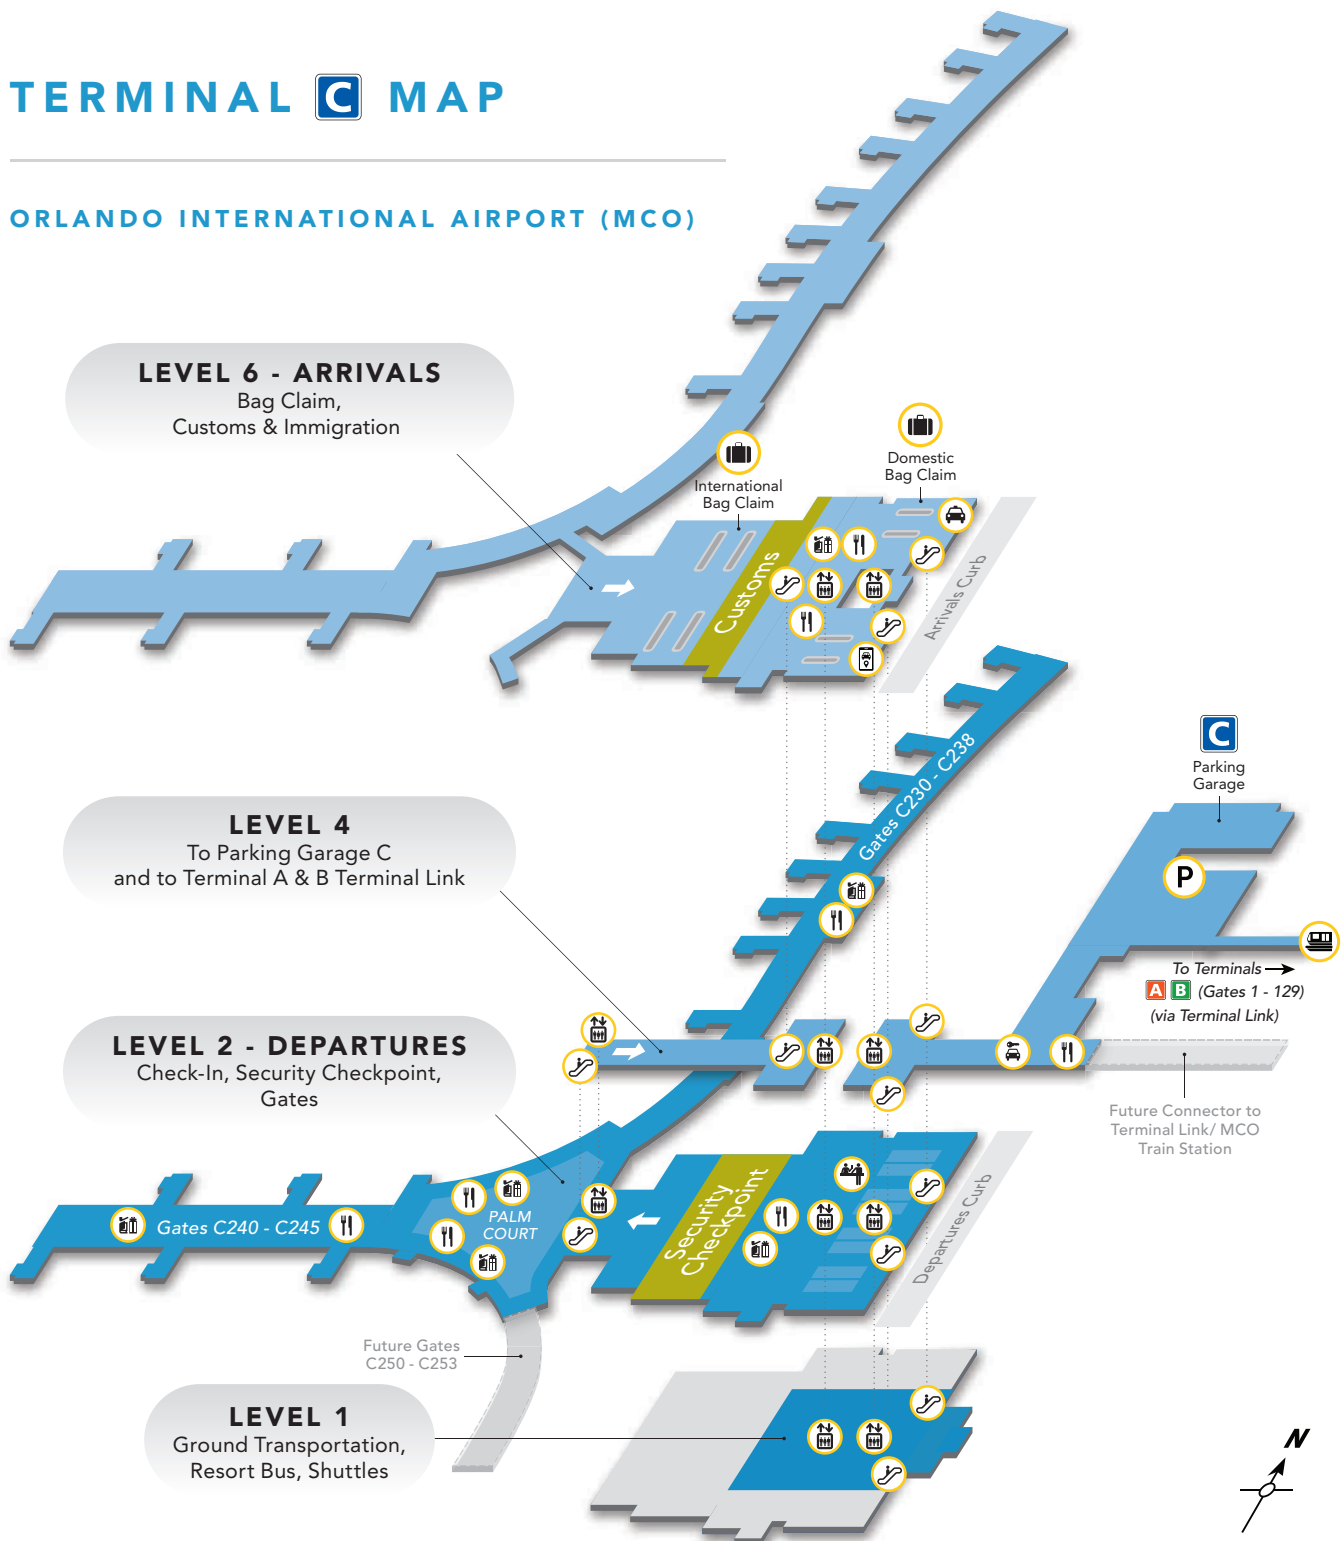 TERMINAL C MAP
ORLANDO INTERNATIONAL AIRPORT (MCO)
LEVEL 6 - ARRIVALS
Bag Claim,
Customs & Immigration
International
Bag Claim
Domestic
Bag Claim
Customs
Arrivals Curb
Gates C230 - C238
C
Parking
Garage
P
To Terminals
A B (Gates 1 - 129)
(via Terminal Link)
LEVEL 4
To Parking Garage C
and to Terminal A & B Terminal Link
Future Connector to
Terminal Link/ MCO
Train Station
LEVEL 2 - DEPARTURES
Check-In, Security Checkpoint,
Gates
Gates C240 - C245
PALM
COURT
Security
Checkpoint
Departures Curb
Future Gates
C250 - C253
LEVEL 1
Ground Transportation,
Resort Bus, Shuttles
N